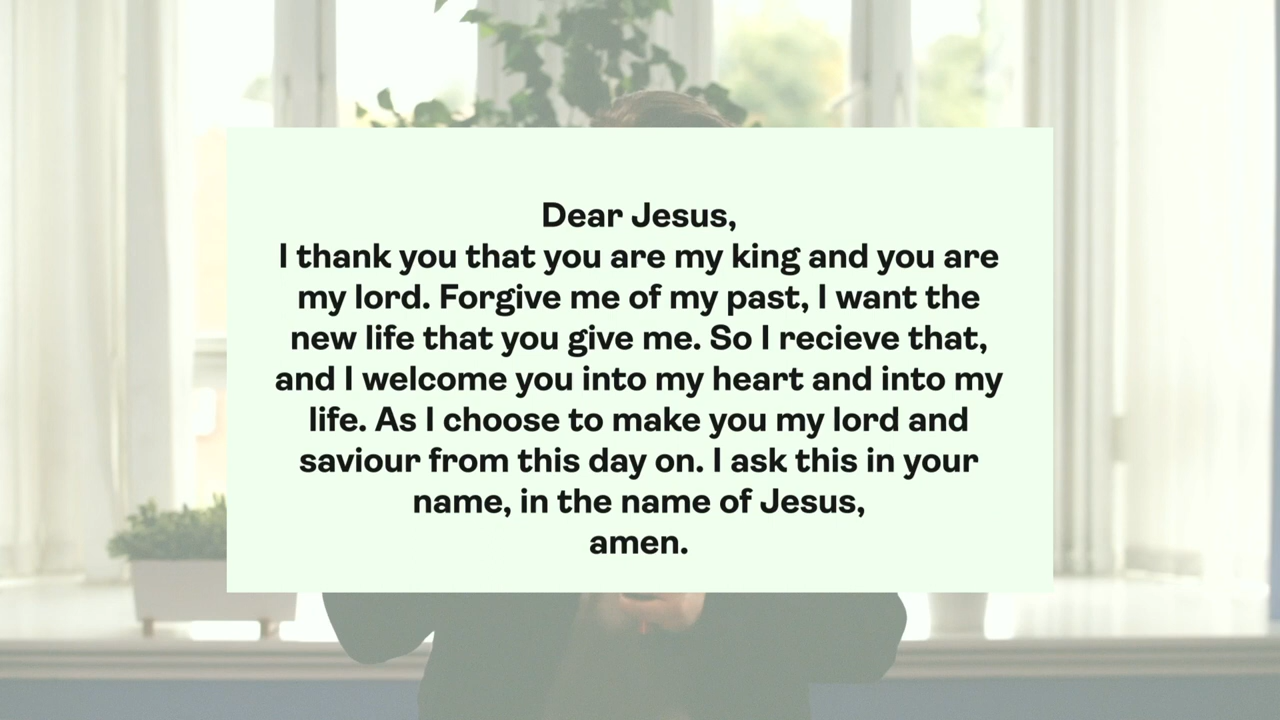 Dear Jesus,
I thank you that you are my king and you are
my lord. Forgive me of my past, I want the
new life that you give me. So I recieve that,
and I welcome you into my heart and into my
life. As I choose to make you my lord and
saviour from this day on. I ask this in your
name, in the name of Jesus,
amen.